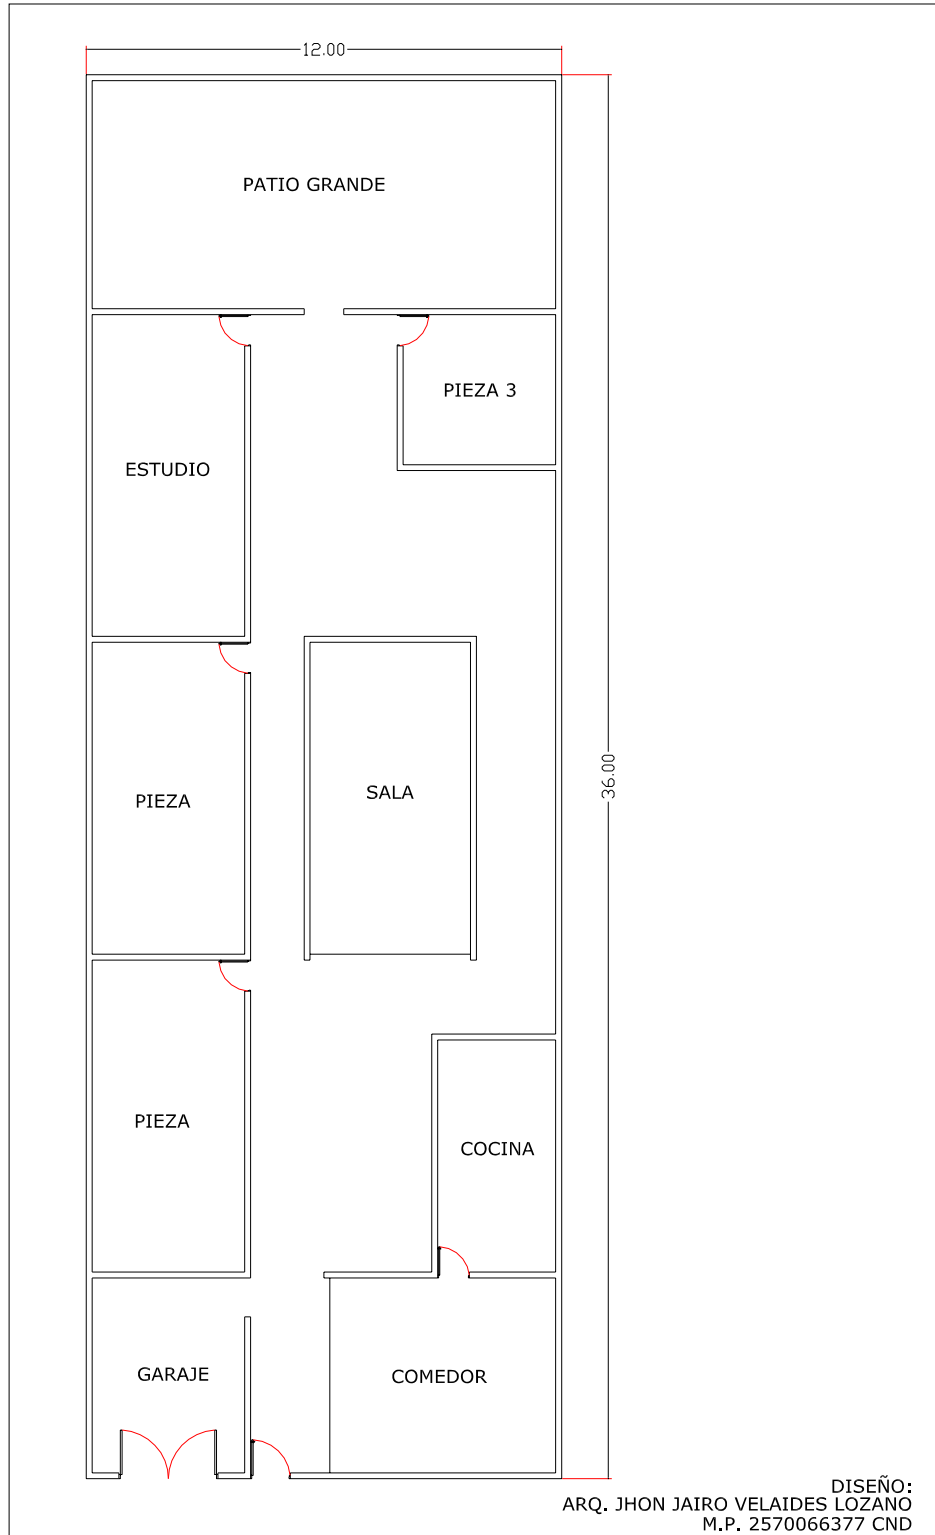 12.00
PATIO GRANDE
PIEZA 3
ESTUDIO
36.00
SALA
PIEZA
PIEZA
COCINA
GARAJE
COMEDOR
DISEÑO:
ARQ. JHON JAIRO VELAIDES LOZANO
M.P. 2570066377 CND